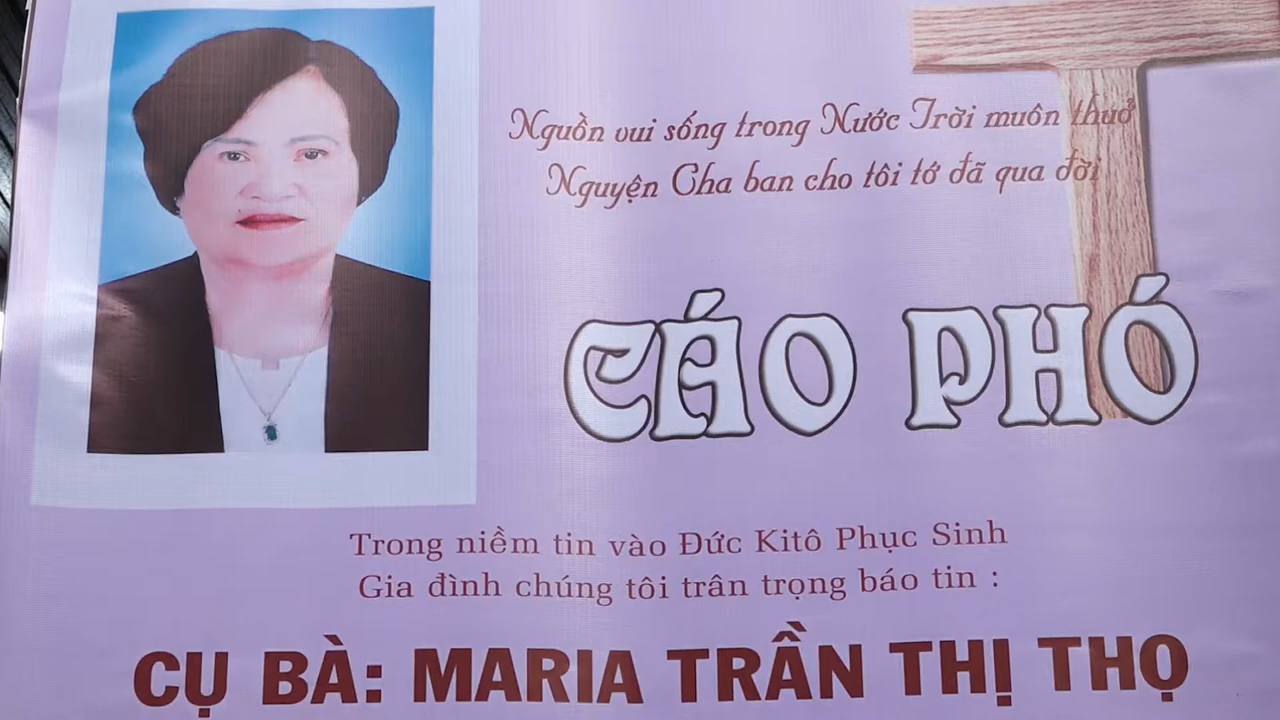 Nguồn vui sống trong Nước Trời muôn thuở
Nguyện Cha ban cho tôi tớ đã qua đời
CÁO PHÓ
Trong niềm tin vào Đức Kitô Phục Sinh
Gia đình chúng tôi trân trọng báo tin :
CỤ BÀ: MARIA TRẦN THỊ THỌ